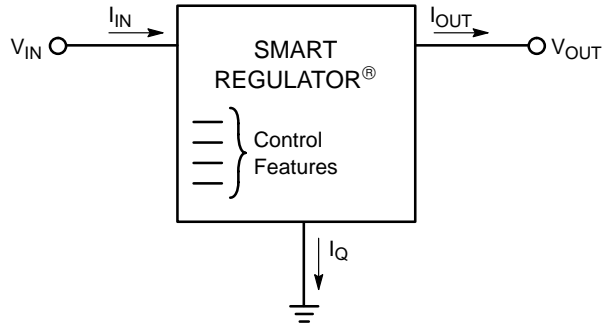 I_IN
I_OUT
V_IN
SMART
REGULATOR®
V_OUT
Control
Features
I_Q